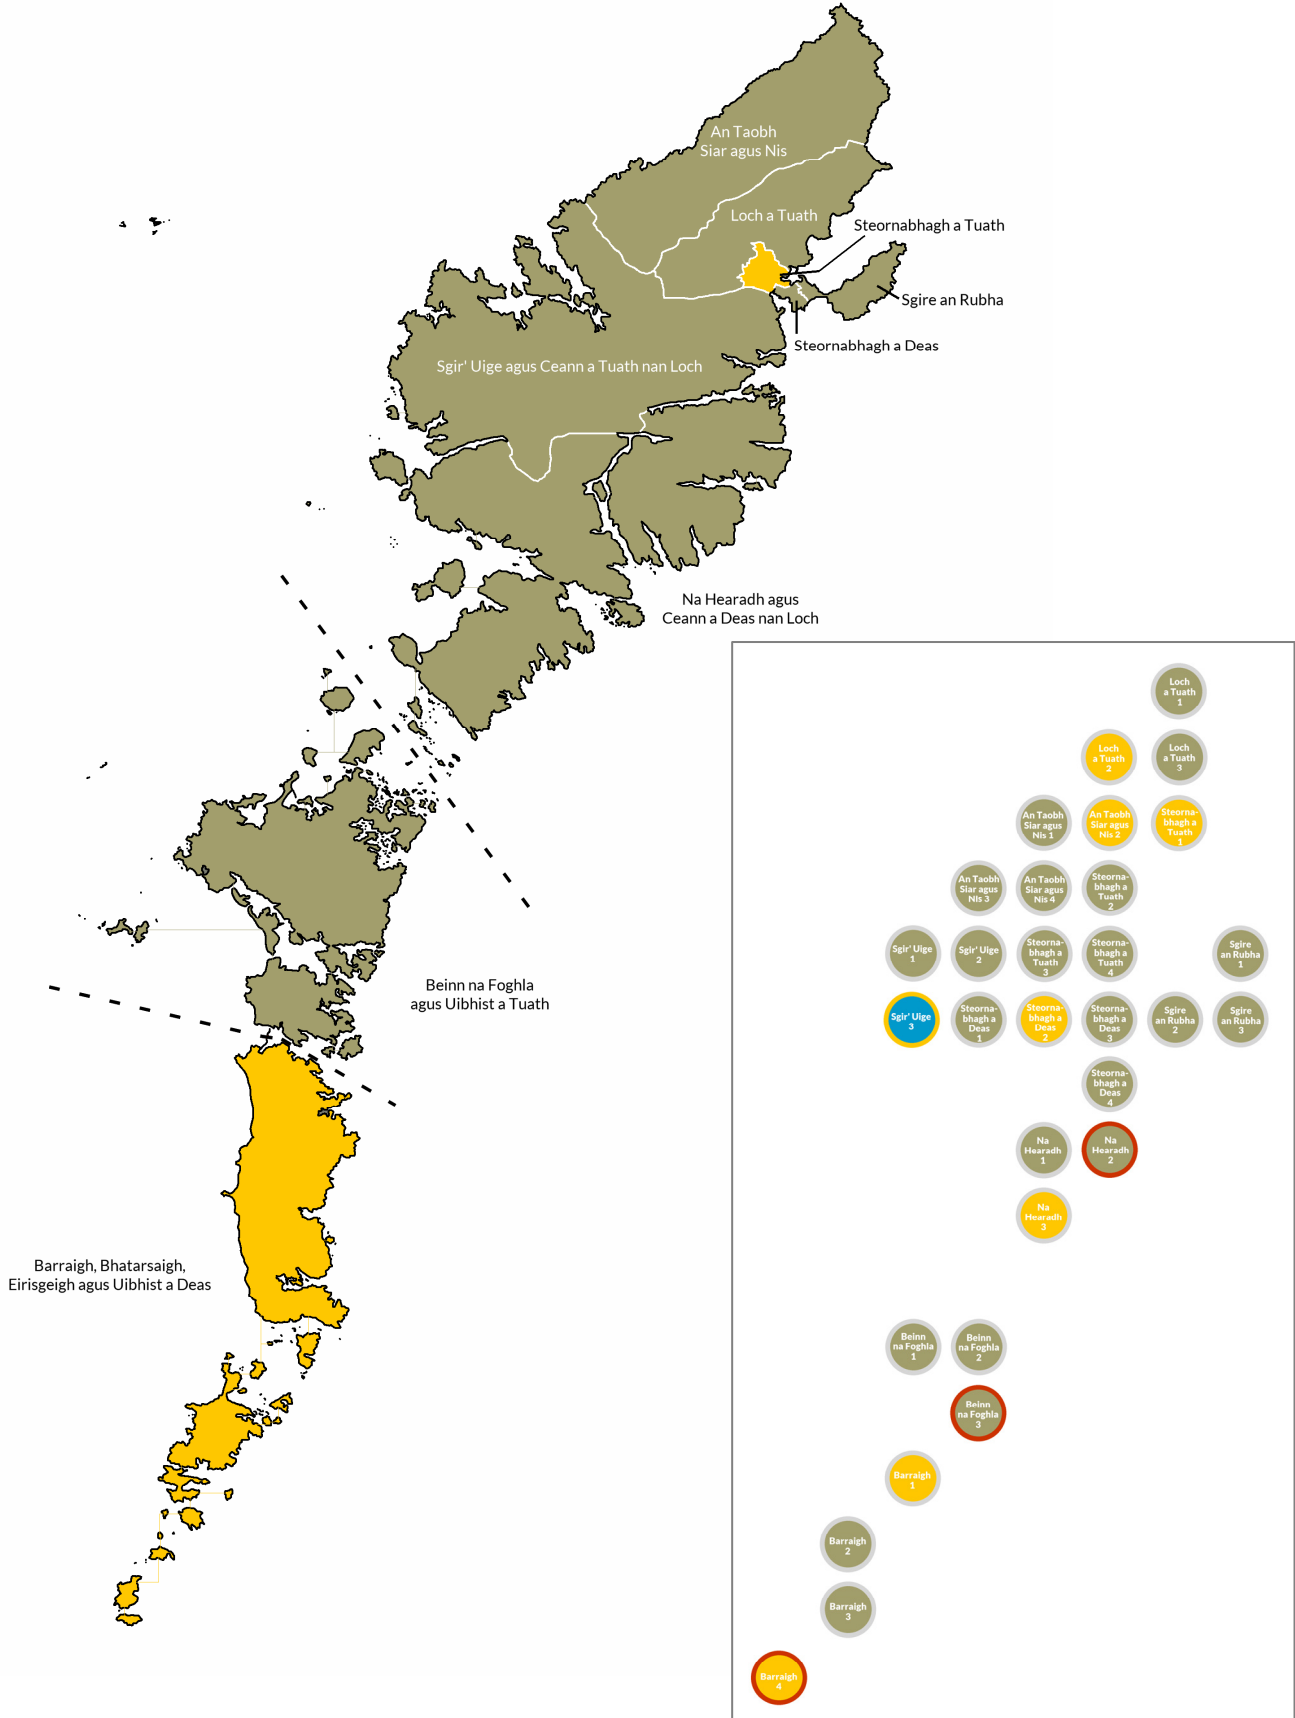 An Taobh
Siar agus Nis
Loch a Tuath
Steornabhagh a Tuath
Sgire an Rubha
Steornabhagh a Deas
Sgir' Uige agus Ceann a Tuath nan Loch
Na Hearadh agus
Ceann a Deas nan Loch
Beinn na Foghla
agus Uibhist a Tuath
Barraigh, Bhatarsaigh,
Eirisgeigh agus Uibhist a Deas
Loch
a Tuath
1
Loch
a Tuath
2
Loch
a Tuath
3
An Taobh
Siar agus
Nis 1
An Taobh
Siar agus
Nis 2
Steorna-
bhagh a
Tuath
1
An Taobh
Siar agus
Nis 3
An Taobh
Siar agus
Nis 4
Steorna-
bhagh a
Tuath
2
Sgir' Uige
1
Sgir' Uige
2
Steorna-
bhagh a
Tuath
3
Steorna-
bhagh a
Tuath
4
Sgire
an Rubha
1
Sgir' Uige
3
Steorna-
bhagh a
Deas
1
Steorna-
bhagh a
Deas
2
Steorna-
bhagh a
Deas
3
Sgire
an Rubha
2
Sgire
an Rubha
3
Steorna-
bhagh a
Deas
4
Na
Hearadh
1
Na
Hearadh
2
Na
Hearadh
3
Beinn
na Foghla
1
Beinn
na Foghla
2
Beinn
na Foghla
3
Barraigh
1
Barraigh
2
Barraigh
3
Barraigh
4